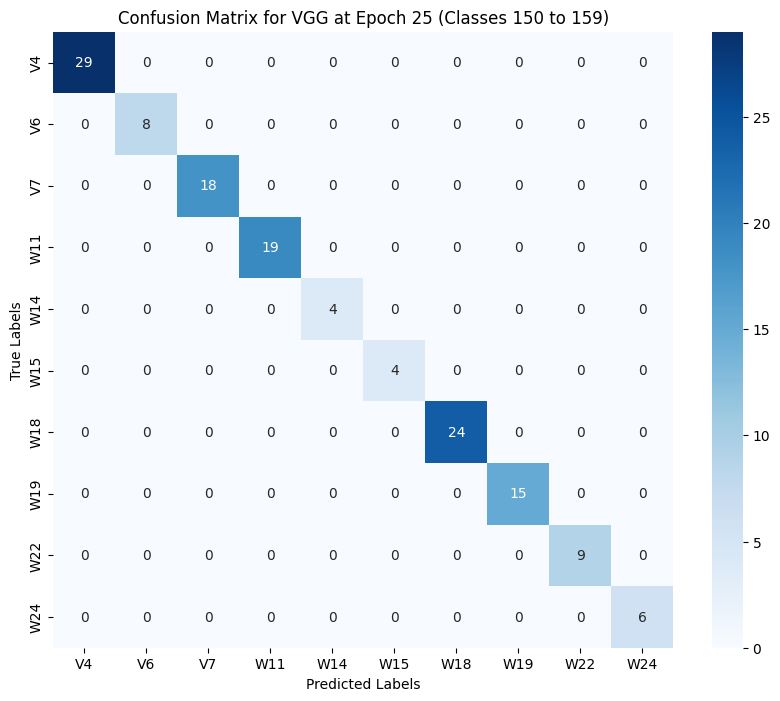 Confusion Matrix for VGG at Epoch 25 (Classes 150 to 159)
True Labels
V4 29 0 0 0 0 0 0 0 0 0
V6 0 8 0 0 0 0 0 0 0 0
V7 0 0 18 0 0 0 0 0 0 0
W11 0 0 0 19 0 0 0 0 0 0
W14 0 0 0 0 4 0 0 0 0 0
W15 0 0 0 0 0 4 0 0 0 0
W18 0 0 0 0 0 0 24 0 0 0
W19 0 0 0 0 0 0 0 15 0 0
W22 0 0 0 0 0 0 0 0 9 0
W24 0 0 0 0 0 0 0 0 0 6
V4 V6 V7 W11 W14 W15 W18 W19 W22 W24
Predicted Labels
25
20
15
10
5
0